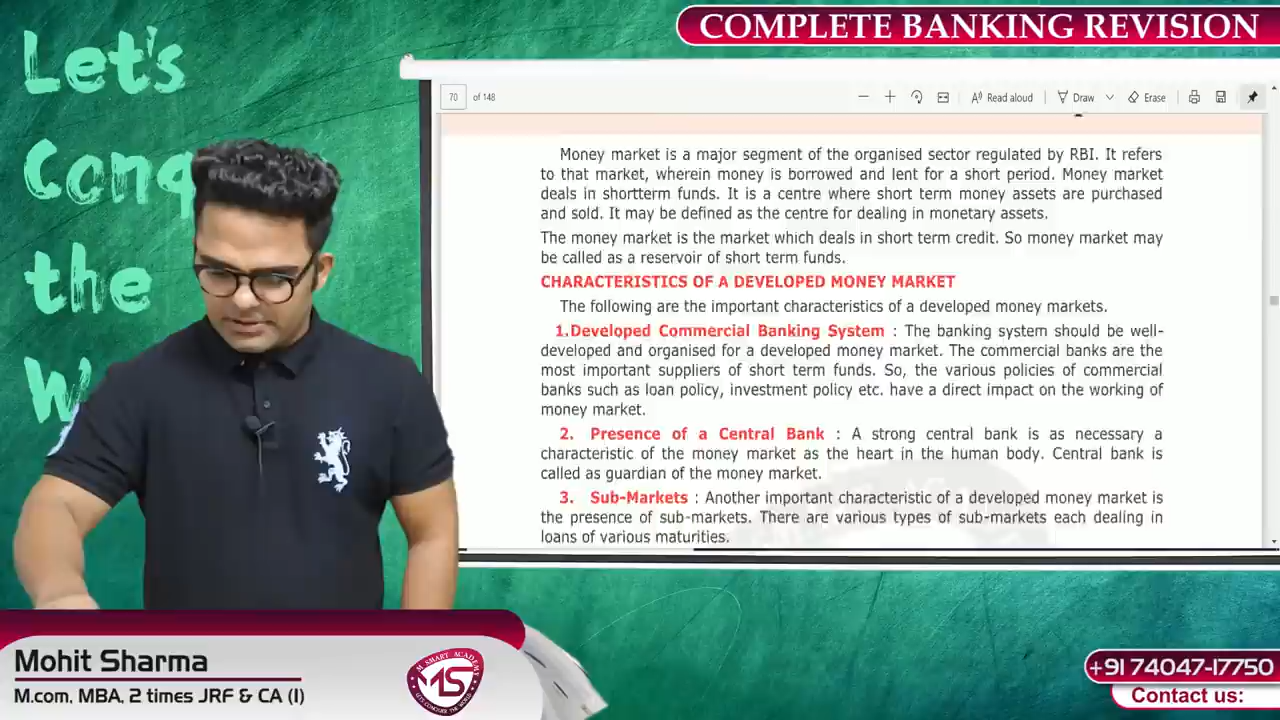 COMPLETE BANKING REVISION
Let's
Conq
the
W
70 of 148
Read aloud
Draw
Erase
Money market is a major segment of the organised sector regulated by RBI. It refers
to that market, wherein money is borrowed and lent for a short period. Money market
deals in shortterm funds. It is a centre where short term money assets are purchased
and sold. It may be defined as the centre for dealing in monetary assets.
The money market is the market which deals in short term credit. So money market may
be called as a reservoir of short term funds.
CHARACTERISTICS OF A DEVELOPED MONEY MARKET
The following are the important characteristics of a developed money markets.
1.Developed Commercial Banking System : The banking system should be well-
developed and organised for a developed money market. The commercial banks are the
most important suppliers of short term funds. So, the various policies of commercial
banks such as loan policy, investment policy etc. have a direct impact on the working of
money market.
2. Presence of a Central Bank : A strong central bank is as necessary a
characteristic of the money market as the heart in the human body. Central bank is
called as guardian of the money market.
3. Sub-Markets : Another important characteristic of a developed money market is
the presence of sub-markets. There are various types of sub-markets each dealing in
loans of various maturities.
Mohit Sharma
M.com, MBA, 2 times JRF & CA (I)
M SMART ACADEMY
MS
LETS CONQUER THE WORLD
+91 74047-17750
Contact us: